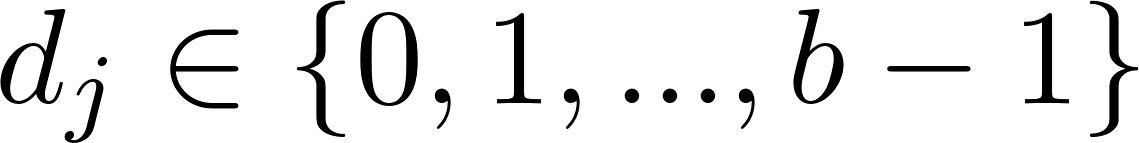 d_j ∈ {0, 1, ..., b − 1}